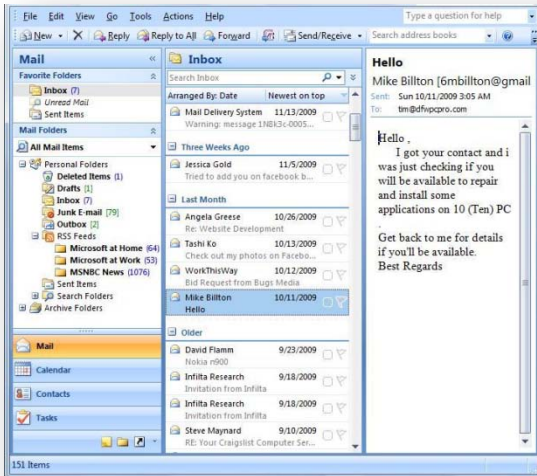 File Edit View Go Tools Actions Help Type a question for help
New Reply Reply to All Forward Send/Receive Search address books
Mail
Favorite Folders
Inbox (7)
Unread Mail
Sent Items
Mail Folders
All Mail Items
Personal Folders
Deleted Items (1)
Drafts [1]
Inbox (7)
Junk E-mail [79]
Outbox [2]
RSS Feeds
Microsoft at Home (64)
Microsoft at Work (53)
MSNBC News (1076)
Sent Items
Search Folders
Archive Folders
Mail
Calendar
Contacts
Tasks
151 Items
Inbox
Search Inbox
Arranged By: Date Newest on top
Mail Delivery System 11/13/2009
Warning: message 1N8k3c-0005...
Three Weeks Ago
Jessica Gold 11/5/2009
Tried to add you on facebook b...
Last Month
Angela Greese 10/26/2009
Re: Website Development
Tashi Ko 10/13/2009
Check out my photos on Facebo...
WorkThisWay 10/12/2009
Bid Request from Bugs Media
Mike Billton 10/11/2009
Hello
Older
David Flamm 9/23/2009
Nokia n900
Infilta Research 9/18/2009
Invitation from Infilta
Infilta Research 9/18/2009
Invitation from Infilta
Steve Maynard 9/10/2009
RE: Your Craigslist Computer Ser...
Hello
Mike Billton [6mbillton@gmail
Sent: Sun 10/11/2009 3:05 AM
To: tim@dfwpcpro.com
Hello ,
I got your contact and i
was just checking if you
will be available to repair
and install some
applications on 10 (Ten) PC
.
Get back to me for details
if you'll be available.
Best Regards